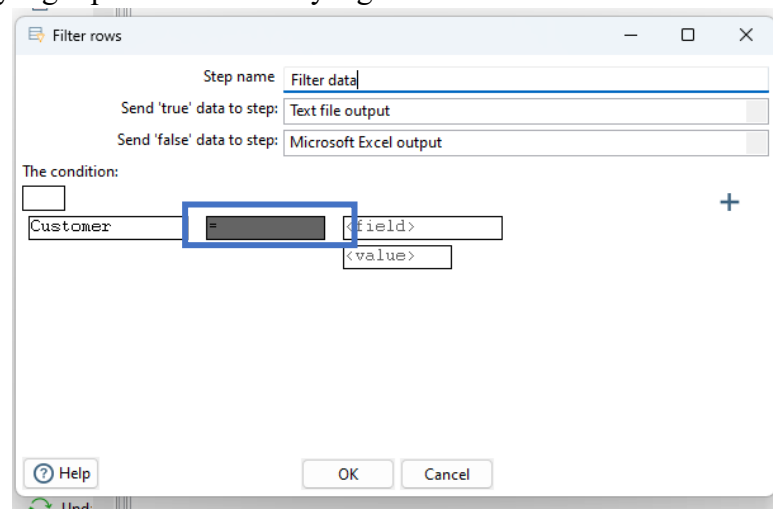 Filter rows
Step name Filter data
Send 'true' data to step: Text file output
Send 'false' data to step: Microsoft Excel output
The condition:
Customer = <field>
<value>
Help OK Cancel